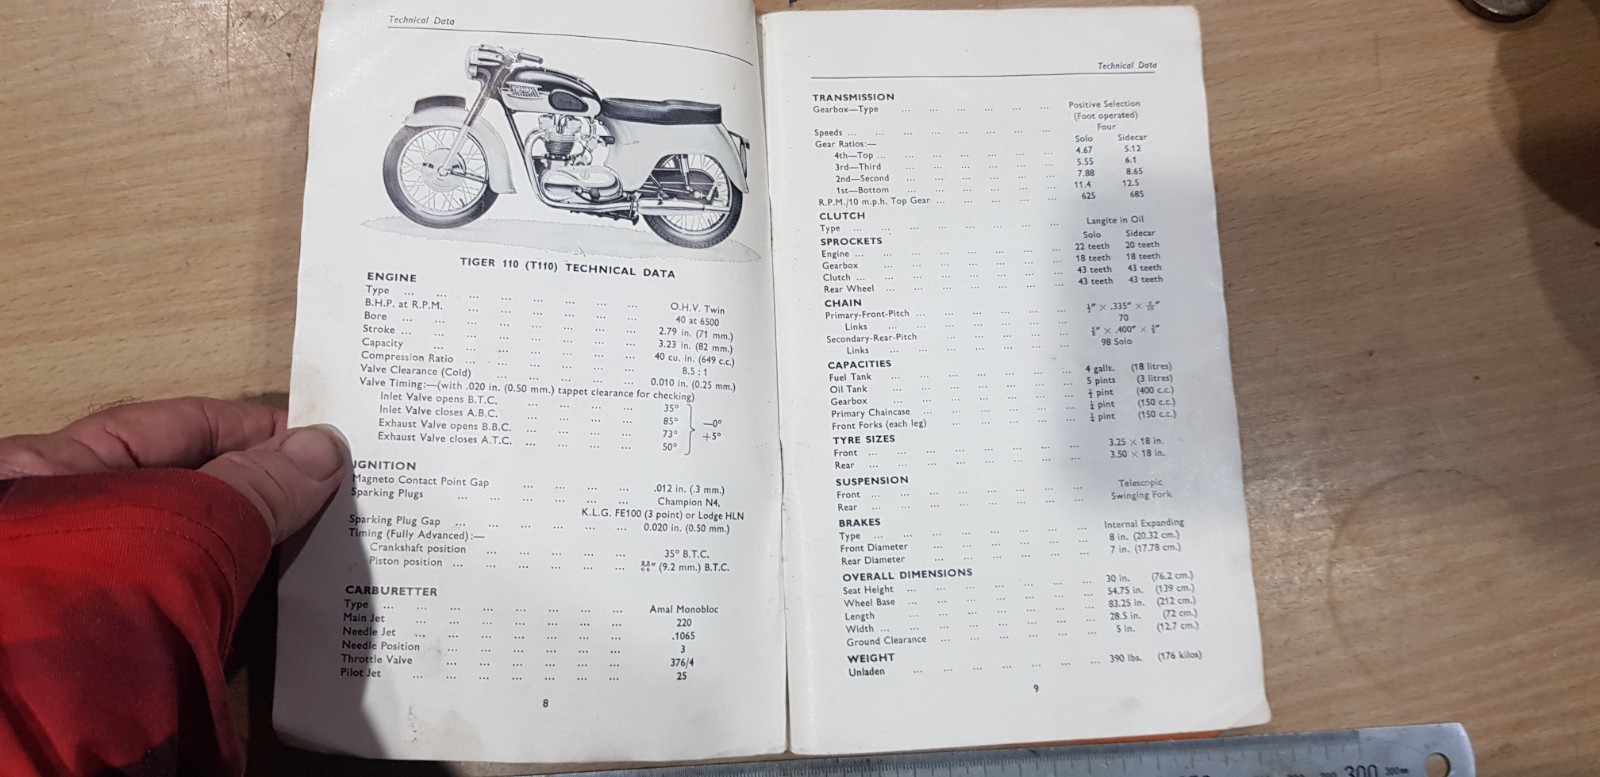 Technical Data
TIGER 110 (T110) TECHNICAL DATA
ENGINE
Type ... O.H.V. Twin
B.H.P. at R.P.M. ... 40 at 6500
Bore ... 2.79 in. (71 mm.)
Stroke ... 3.23 in. (82 mm.)
Capacity ... 40 cu. in. (649 c.c.)
Compression Ratio ... 8.5 : 1
Valve Clearance (Cold) ... 0.010 in. (0.25 mm.)
Valve Timing:—(with .020 in. (0.50 mm.) tappet clearance for checking)
Inlet Valve opens B.T.C. ... 35°
Inlet Valve closes A.B.C. ... 85° —0°
Exhaust Valve opens B.B.C. ... 73° +5°
Exhaust Valve closes A.T.C. ... 50°
IGNITION
Magneto Contact Point Gap ... .012 in. (.3 mm.)
Sparking Plugs ... Champion N4,
K.L.G. FE100 (3 point) or Lodge HLN
Sparking Plug Gap ... 0.020 in. (0.50 mm.)
Timing (Fully Advanced):—
Crankshaft position ... 35° B.T.C.
Piston position ... (9.2 mm.) B.T.C.
CARBURETTER
Type ... Amal Monobloc
Main Jet ... 220
Needle Jet ... .1065
Needle Position ... 3
Throttle Valve ... 376/4
Pilot Jet ... 25
8
Technical Data
TRANSMISSION
Gearbox—Type ... Positive Selection
(Foot operated)
Speeds ... Four
Gear Ratios:— Solo Sidecar
4th—Top ... 4.67 5.12
3rd—Third ... 5.55 6.1
2nd—Second ... 7.88 8.65
1st—Bottom ... 11.4 12.5
R.P.M./10 m.p.h. Top Gear ... 625 685
CLUTCH
Type ... Langite in Oil
SPROCKETS Solo Sidecar
Engine ... 22 teeth 20 teeth
Gearbox ... 18 teeth 18 teeth
Clutch ... 43 teeth 43 teeth
Rear Wheel ... 43 teeth 43 teeth
CHAIN
Primary-Front-Pitch ... ½" × .335" ×
Links ... 70
Secondary-Rear-Pitch ... × .400" ×
Links ... 98 Solo
CAPACITIES
Fuel Tank ... 4 galls. (18 litres)
Oil Tank ... 5 pints (3 litres)
Gearbox ... pint (400 c.c.)
Primary Chaincase ... pint (150 c.c.)
Front Forks (each leg) ... pint (150 c.c.)
TYRE SIZES
Front ... 3.25 × 18 in.
Rear ... 3.50 × 18 in.
SUSPENSION
Front ... Telescopic
Rear ... Swinging Fork
BRAKES
Type ... Internal Expanding
Front Diameter ... 8 in. (20.32 cm.)
Rear Diameter ... 7 in. (17.78 cm.)
OVERALL DIMENSIONS
Seat Height ... 30 in. (76.2 cm.)
Wheel Base ... 54.75 in. (139 cm.)
Length ... 83.25 in. (212 cm.)
Width ... 28.5 in. (72 cm.)
Ground Clearance ... 5 in. (12.7 cm.)
WEIGHT
Unladen ... 390 lbs. (176 kilos)
9
300